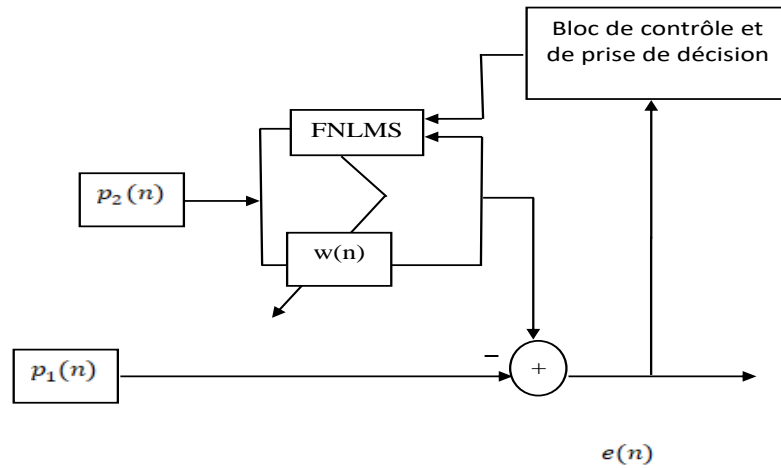 Bloc de contrôle et
de prise de décision
FNLMS
p₂(n)
w(n)
p₁(n)
−
+
e(n)